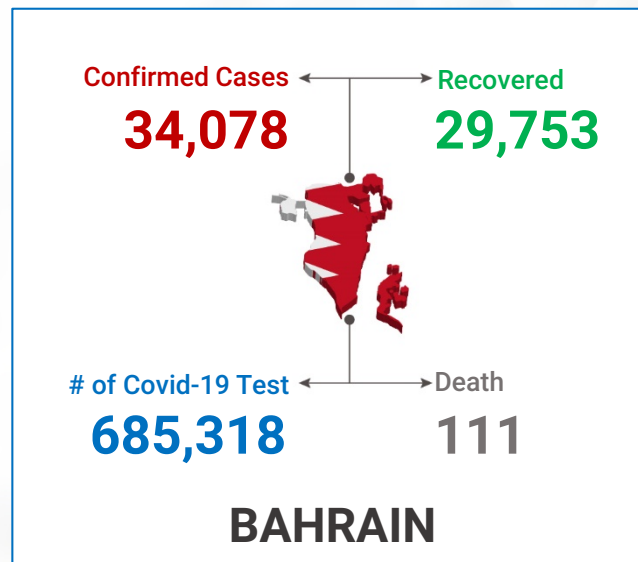 Confirmed Cases
34,078
Recovered
29,753
# of Covid-19 Test
685,318
Death
111
BAHRAIN